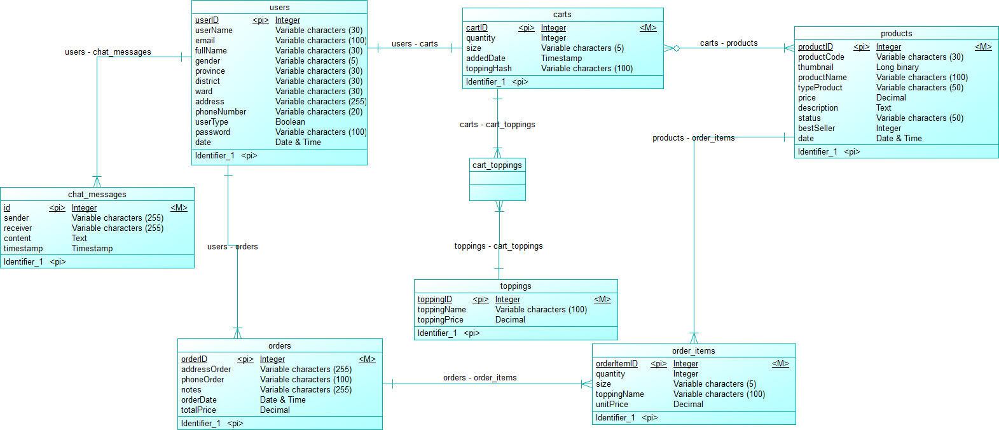 users
userID <pi> Integer
userName Variable characters (30)
email Variable characters (100)
fullName Variable characters (30)
gender Variable characters (5)
province Variable characters (30)
district Variable characters (30)
ward Variable characters (30)
address Variable characters (255)
phoneNumber Variable characters (20)
userType Boolean
password Variable characters (100)
date Date & Time
Identifier_1 <pi>
users - carts
carts
cartID <pi> Integer <M>
quantity Integer
size Variable characters (5)
addedDate Timestamp
toppingHash Variable characters (100)
Identifier_1 <pi>
carts - products
products
productID <pi> Integer <M>
productCode Variable characters (30)
thumbnail Long binary
productName Variable characters (100)
typeProduct Variable characters (50)
price Decimal
description Text
status Variable characters (50)
bestSeller Integer
date Date & Time
Identifier_1 <pi>
users - chat_messages
carts - cart_toppings
products - order_items
cart_toppings
chat_messages
id <pi> Integer <M>
sender Variable characters (255)
receiver Variable characters (255)
content Text
timestamp Timestamp
Identifier_1 <pi>
users - orders
toppings - cart_toppings
toppings
toppingID <pi> Integer <M>
toppingName Variable characters (100)
toppingPrice Decimal
Identifier_1 <pi>
orders
orderID <pi> Integer <M>
addressOrder Variable characters (255)
phoneOrder Variable characters (100)
notes Variable characters (255)
orderDate Date & Time
totalPrice Decimal
Identifier_1 <pi>
orders - order_items
order_items
orderItemID <pi> Integer <M>
quantity Integer
size Variable characters (5)
toppingName Variable characters (100)
unitPrice Decimal
Identifier_1 <pi>